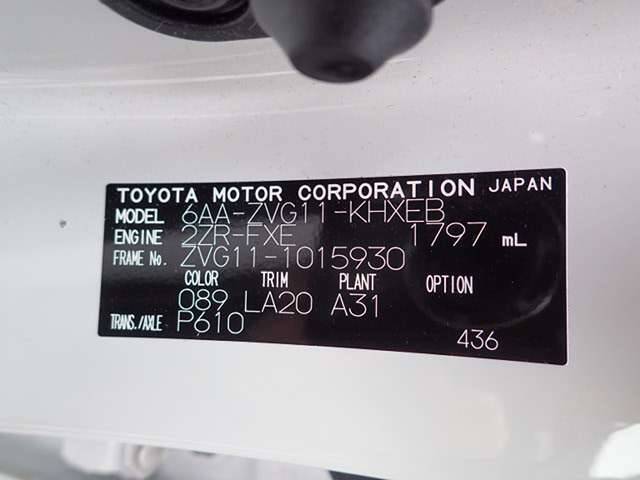 TOYOTA MOTOR CORPORATION JAPAN
MODEL 6AA-ZVG11-KHXEB
ENGINE 2ZR-FXE 1797 mL
FRAME No. ZVG11-1015930
COLOR TRIM PLANT OPTION
089 LA20 A31
TRANS./AXLE P610
436